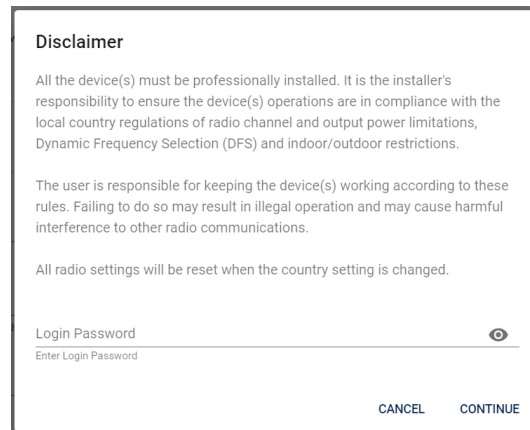 Disclaimer
All the device(s) must be professionally installed. It is the installer's
responsibility to ensure the device(s) operations are in compliance with the
local country regulations of radio channel and output power limitations,
Dynamic Frequency Selection (DFS) and indoor/outdoor restrictions.
The user is responsible for keeping the device(s) working according to these
rules. Failing to do so may result in illegal operation and may cause harmful
interference to other radio communications.
All radio settings will be reset when the country setting is changed.
Login Password
Enter Login Password
CANCEL CONTINUE